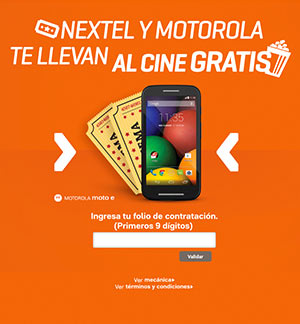 NEXTEL Y MOTOROLA
TE LLEVAN AL CINE GRATIS
MOTOROLA moto e
Ingresa tu folio de contratación.
(Primeros 9 dígitos)
Validar
Ver mecánica»
Ver términos y condiciones»